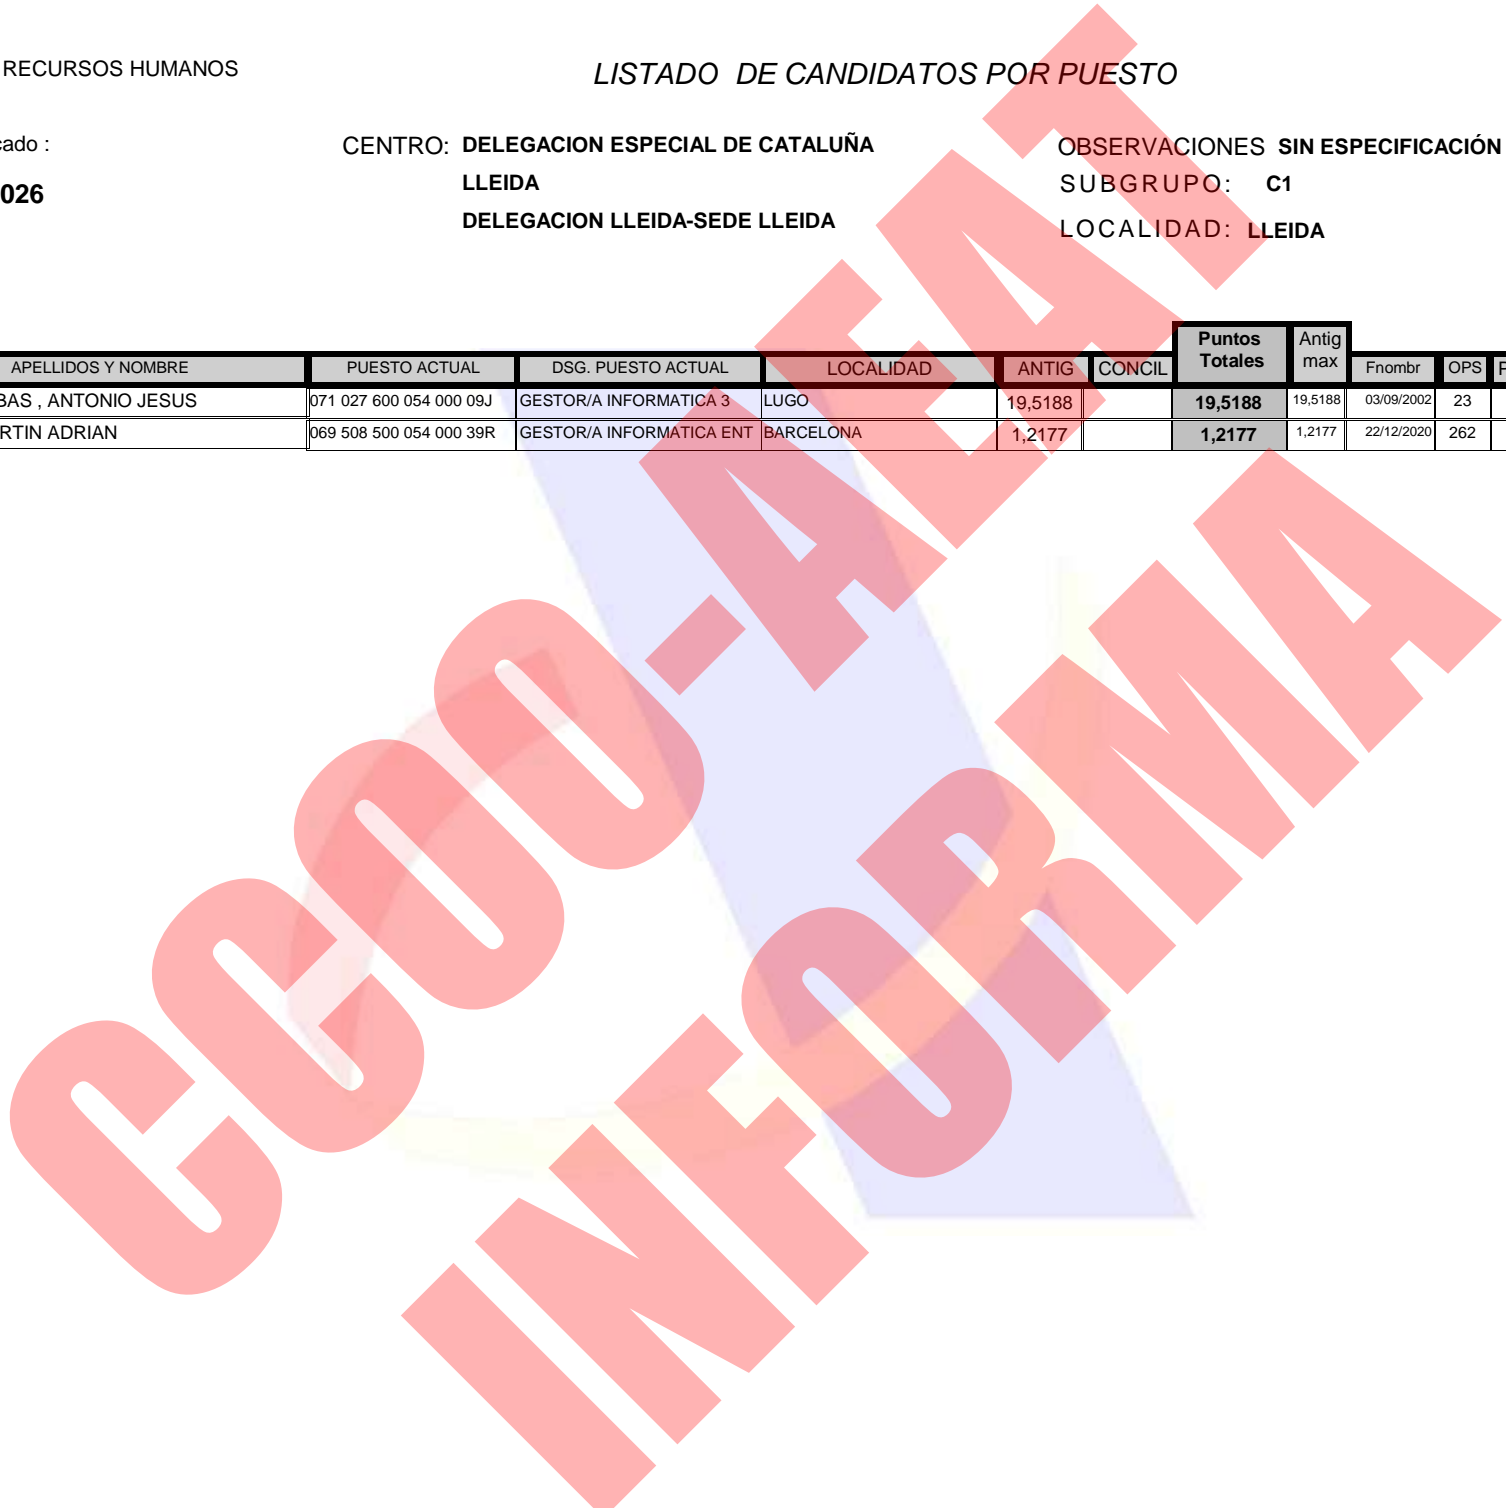 RECURSOS HUMANOS
LISTADO DE CANDIDATOS POR PUESTO
cado :
026
CENTRO: DELEGACION ESPECIAL DE CATALUÑA
LLEIDA
DELEGACION LLEIDA-SEDE LLEIDA
OBSERVACIONES SIN ESPECIFICACIÓN
SUBGRUPO: C1
LOCALIDAD: LLEIDA
APELLIDOS Y NOMBRE PUESTO ACTUAL DSG. PUESTO ACTUAL LOCALIDAD ANTIG CONCIL Puntos Totales Antig max Fnombr OPS P
BAS , ANTONIO JESUS 071 027 600 054 000 09J GESTOR/A INFORMATICA 3 LUGO 19,5188 19,5188 19,5188 03/09/2002 23
RTIN ADRIAN 069 508 500 054 000 39R GESTOR/A INFORMATICA ENT BARCELONA 1,2177 1,2177 1,2177 22/12/2020 262
CCOO-AEAT
INFORMA